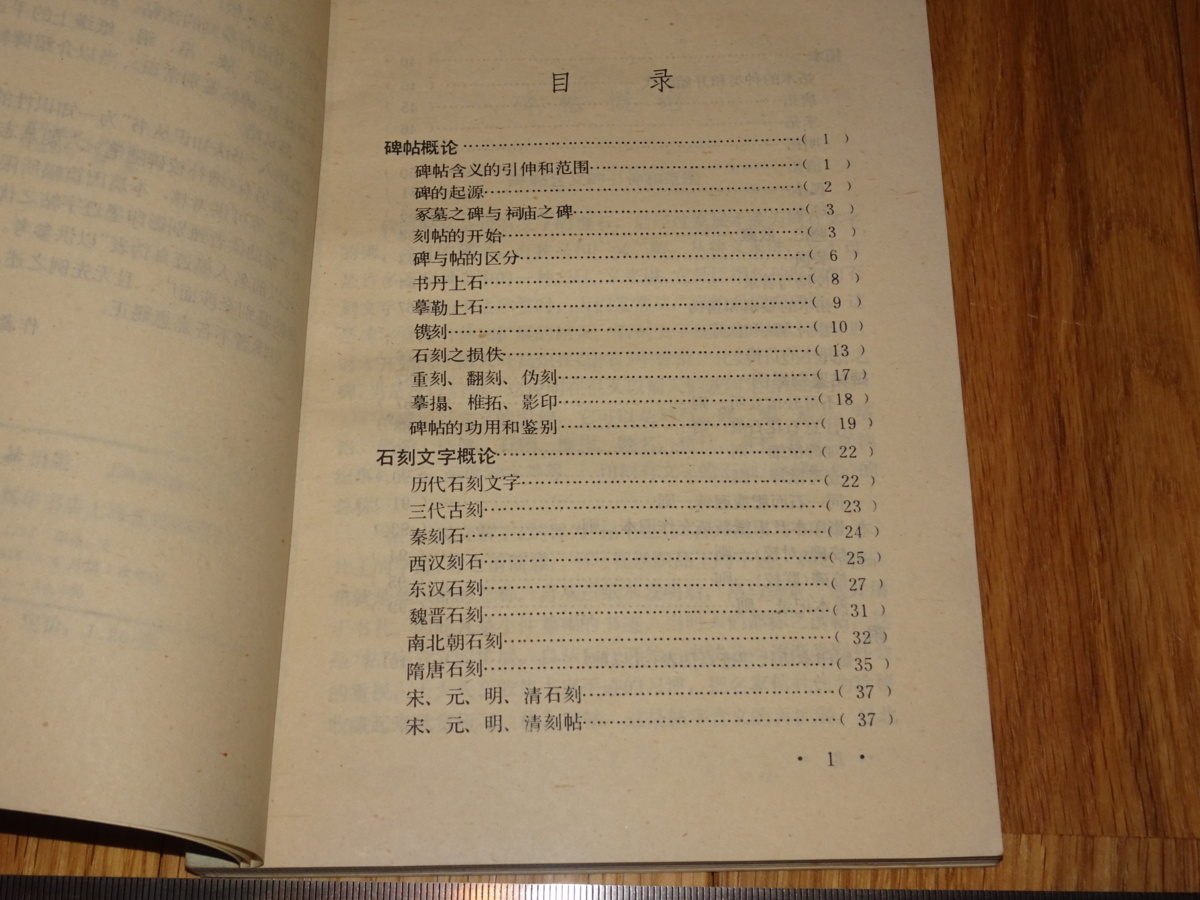 目 录
碑帖概论……………………………………( 1 )
碑帖含义的引伸和范围……………………( 1 )
碑的起源……………………………………( 2 )
冢墓之碑与祠庙之碑………………………( 3 )
刻帖的开始…………………………………( 3 )
碑与帖的区分………………………………( 6 )
书丹上石……………………………………( 8 )
摹勒上石……………………………………( 9 )
镌刻…………………………………………( 10 )
石刻之损佚…………………………………( 13 )
重刻、翻刻、伪刻…………………………( 17 )
摹搨、椎拓、影印…………………………( 18 )
碑帖的功用和鉴别…………………………( 19 )
石刻文字概论………………………………( 22 )
历代石刻文字………………………………( 22 )
三代古刻……………………………………( 23 )
秦刻石………………………………………( 24 )
西汉刻石……………………………………( 25 )
东汉石刻……………………………………( 27 )
魏晋石刻……………………………………( 31 )
南北朝石刻…………………………………( 32 )
隋唐石刻……………………………………( 35 )
宋、元、明、清石刻………………………( 37 )
宋、元、明、清刻帖………………………( 37 )
· 1 ·